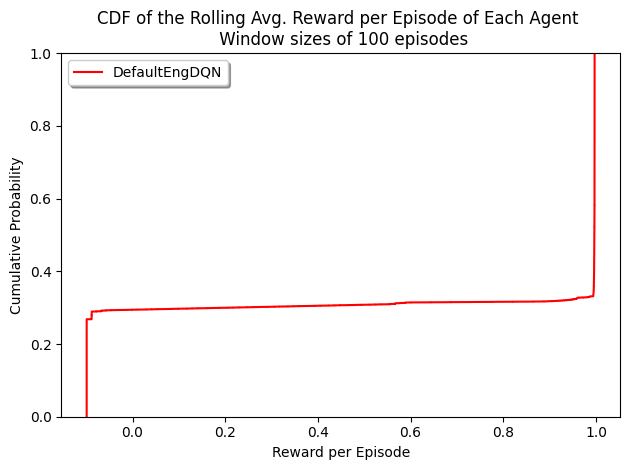 CDF of the Rolling Avg. Reward per Episode of Each Agent
Window sizes of 100 episodes
DefaultEngDQN
Cumulative Probability
1.0
0.8
0.6
0.4
0.2
0.0
0.0 0.2 0.4 0.6 0.8 1.0
Reward per Episode